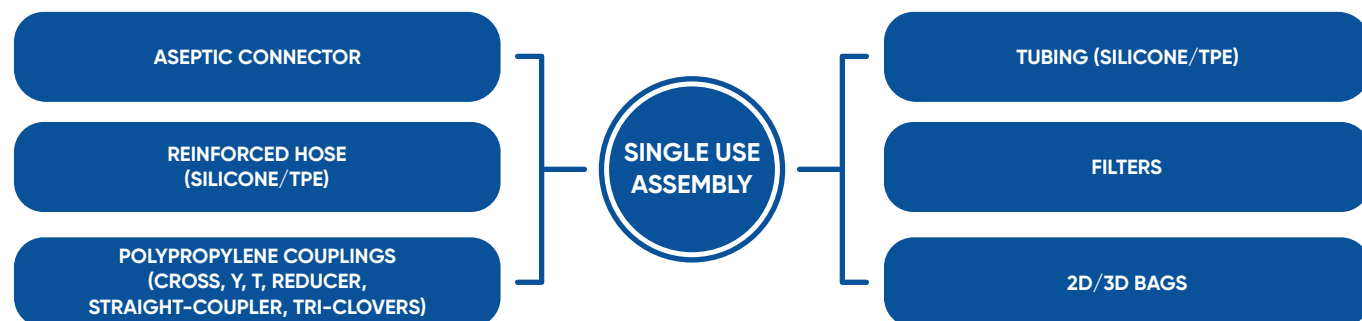 ASEPTIC CONNECTOR
REINFORCED HOSE
(SILICONE/TPE)
POLYPROPYLENE COUPLINGS
(CROSS, Y, T, REDUCER,
STRAIGHT-COUPLER, TRI-CLOVERS)
SINGLE USE
ASSEMBLY
TUBING (SILICONE/TPE)
FILTERS
2D/3D BAGS